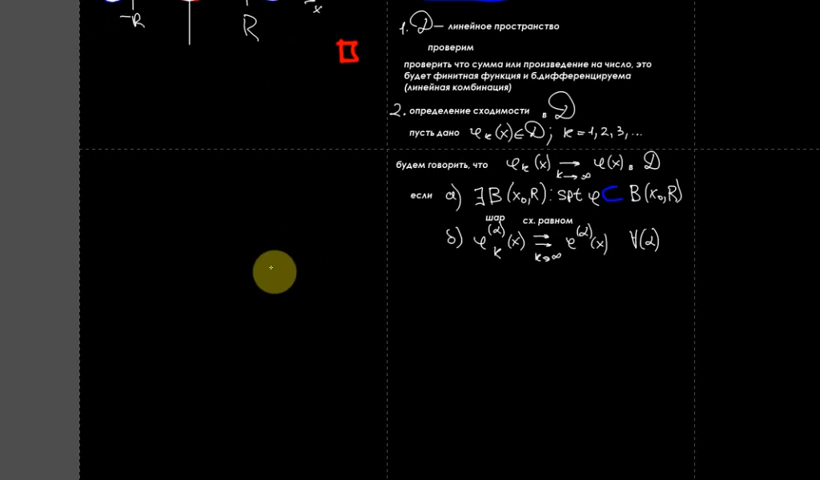 -R
R
x
1. D — линейное пространство
проверим
проверить что сумма или произведение на число, это
будет финитная функция и б.дифференцируема
(линейная комбинация)
2. определение сходимости в D
пусть дано φₖ(x) ∈ D; k = 1, 2, 3, ...
будем говорить, что φₖ(x) → φ(x) в D
k → ∞
если а) ∃ B(x₀, R) : spt φ ⊂ B(x₀, R)
шар сх. равном
б) φₖ⁽ᵅ⁾(x) ⇉ φ⁽ᵅ⁾(x) ∀(α)
k → ∞